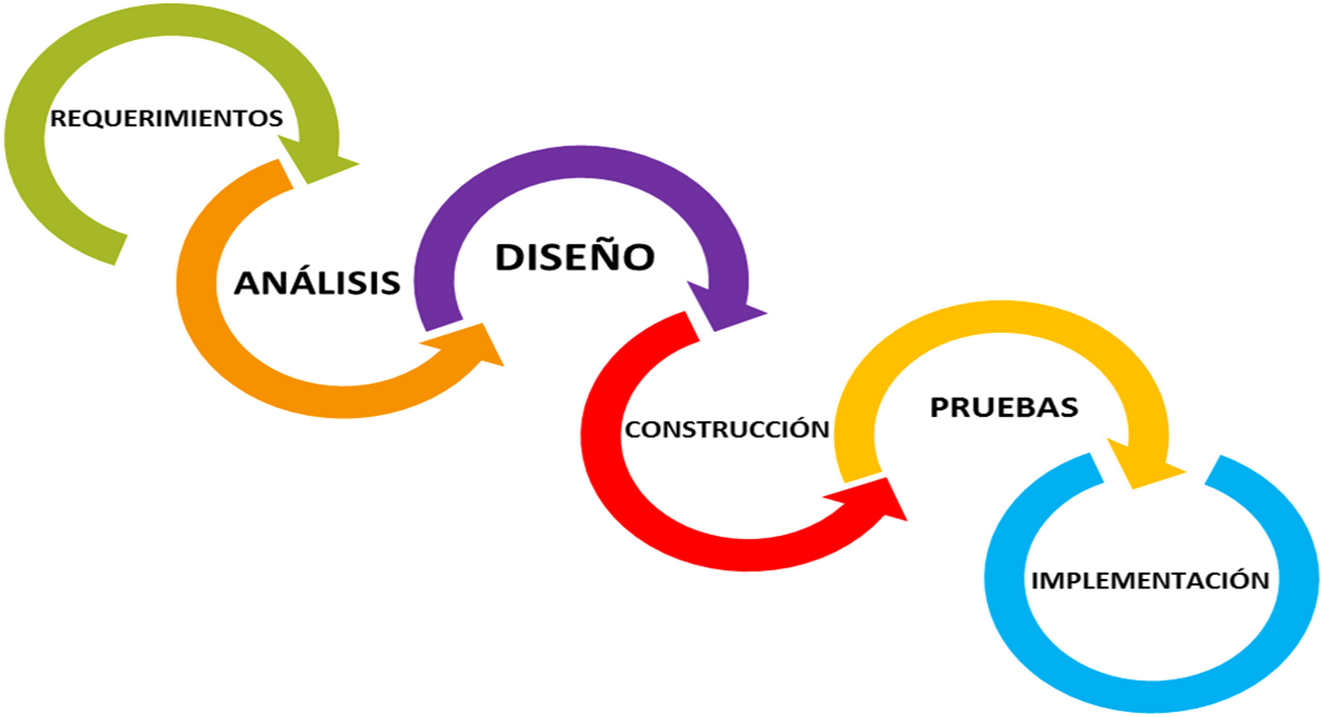 REQUERIMIENTOS
ANÁLISIS
DISEÑO
CONSTRUCCIÓN
PRUEBAS
IMPLEMENTACIÓN